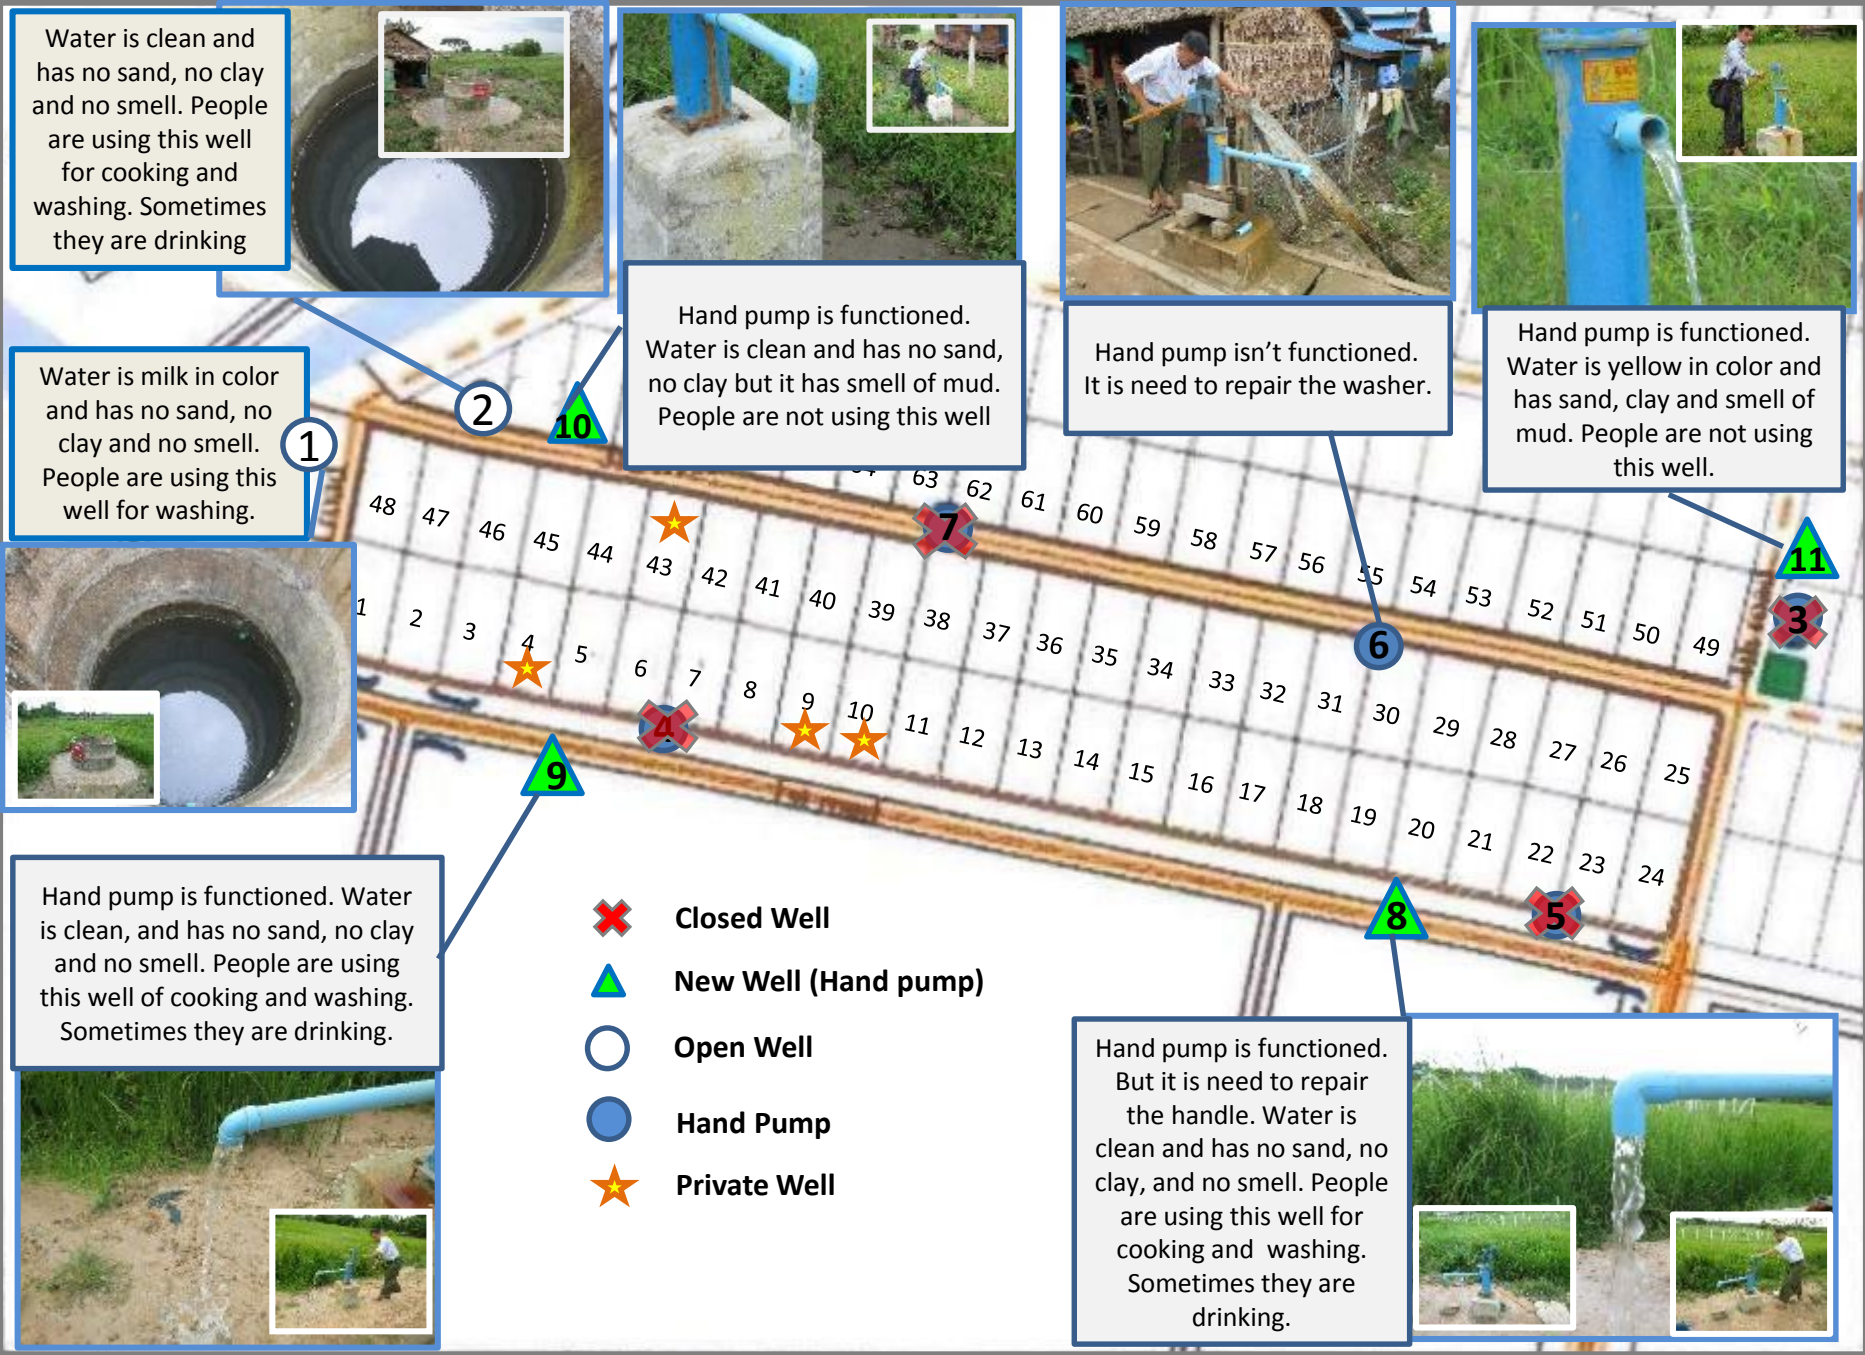 Water is clean and
has no sand, no clay
and no smell. People
are using this well
for cooking and
washing. Sometimes
they are drinking
Hand pump is functioned.
Water is clean and has no sand,
no clay but it has smell of mud.
People are not using this well
Hand pump isn't functioned.
It is need to repair the washer.
Hand pump is functioned.
Water is yellow in color and
has sand, clay and smell of
mud. People are not using
this well.
Water is milk in color
and has no sand, no
clay and no smell.
People are using this
well for washing.
1
2
10
11
3
7
6
63 62 61 60 59 58 57 56 55 54 53 52 51 50 49
48 47 46 45 44 43 42 41 40 39 38 37 36 35 34 33 32 31 30 29 28 27 26 25
1 2 3 4 5 6 7 8 9 10 11 12 13 14 15 16 17 18 19 20 21 22 23 24
4
9
8
5
Hand pump is functioned. Water
is clean, and has no sand, no clay
and no smell. People are using
this well of cooking and washing.
Sometimes they are drinking.
Closed Well
New Well (Hand pump)
Open Well
Hand Pump
Private Well
Hand pump is functioned.
But it is need to repair
the handle. Water is
clean and has no sand, no
clay, and no smell. People
are using this well for
cooking and washing.
Sometimes they are
drinking.